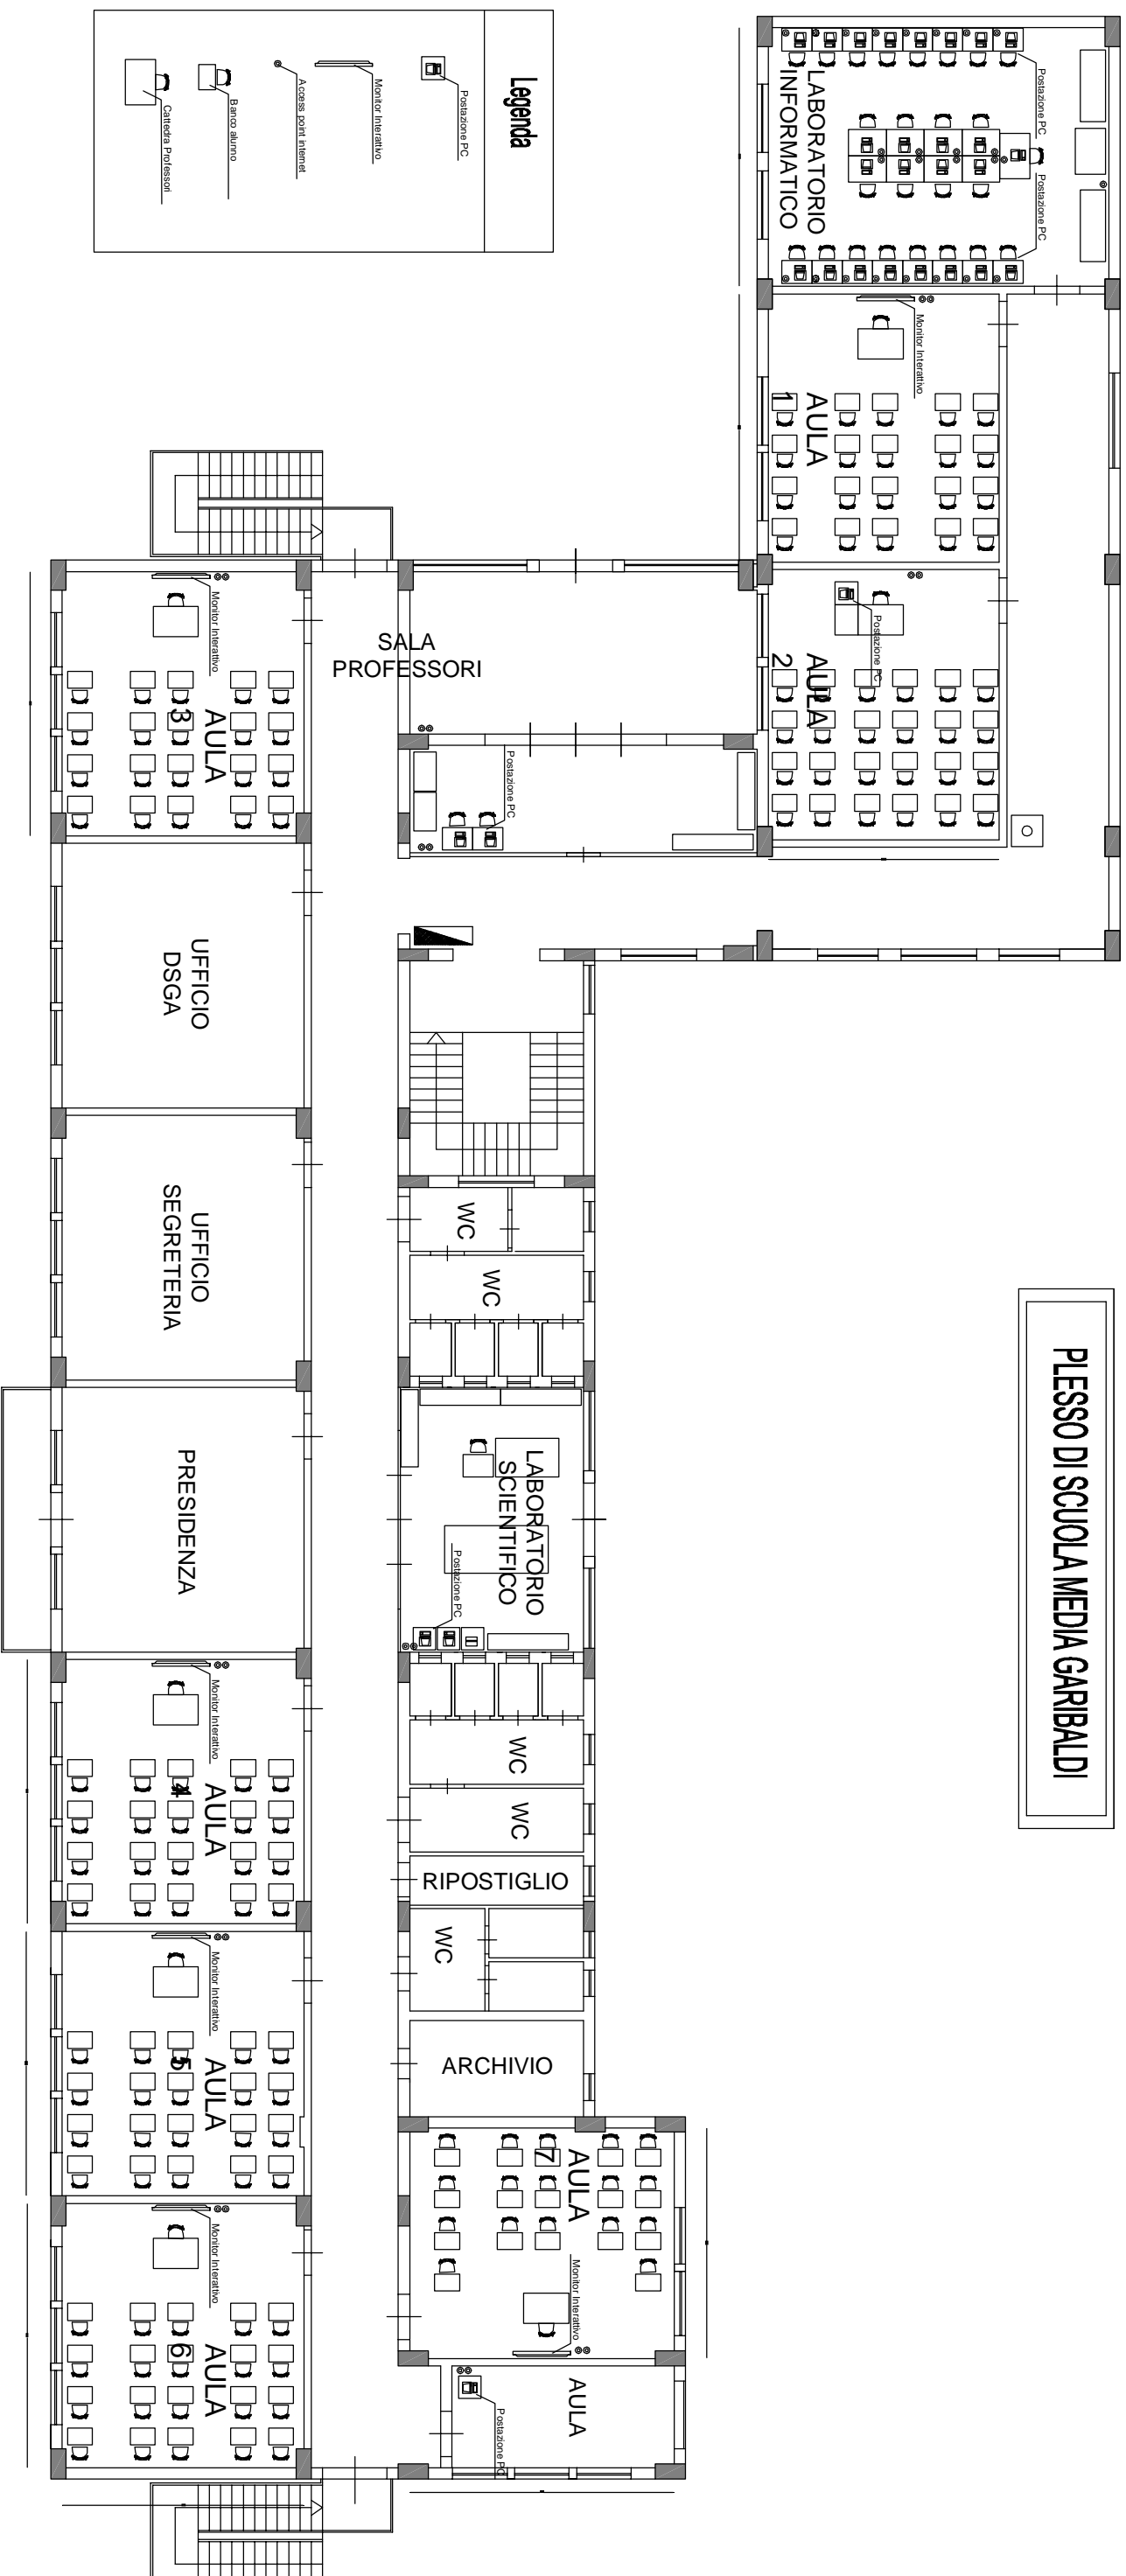 PLESSO DI SCUOLA MEDIA GARIBALDI
Legenda
Postazione PC
Monitor Interattivo
Access point internet
Banco alunno
Cattedra Professori
LABORATORIO
INFORMATICO
Postazione PC
Postazione PC
AULA
1
Monitor Interattivo
AULA
2
Postazione PC
SALA
PROFESSORI
Postazione PC
AULA
3
Monitor Interattivo
UFFICIO
DSGA
UFFICIO
SEGRETERIA
PRESIDENZA
WC
WC
LABORATORIO
SCIENTIFICO
Postazione PC
WC
WC
RIPOSTIGLIO
WC
ARCHIVIO
AULA
4
Monitor Interattivo
AULA
5
Monitor Interattivo
AULA
6
Monitor Interattivo
AULA
7
Monitor Interattivo
AULA
Postazione PC